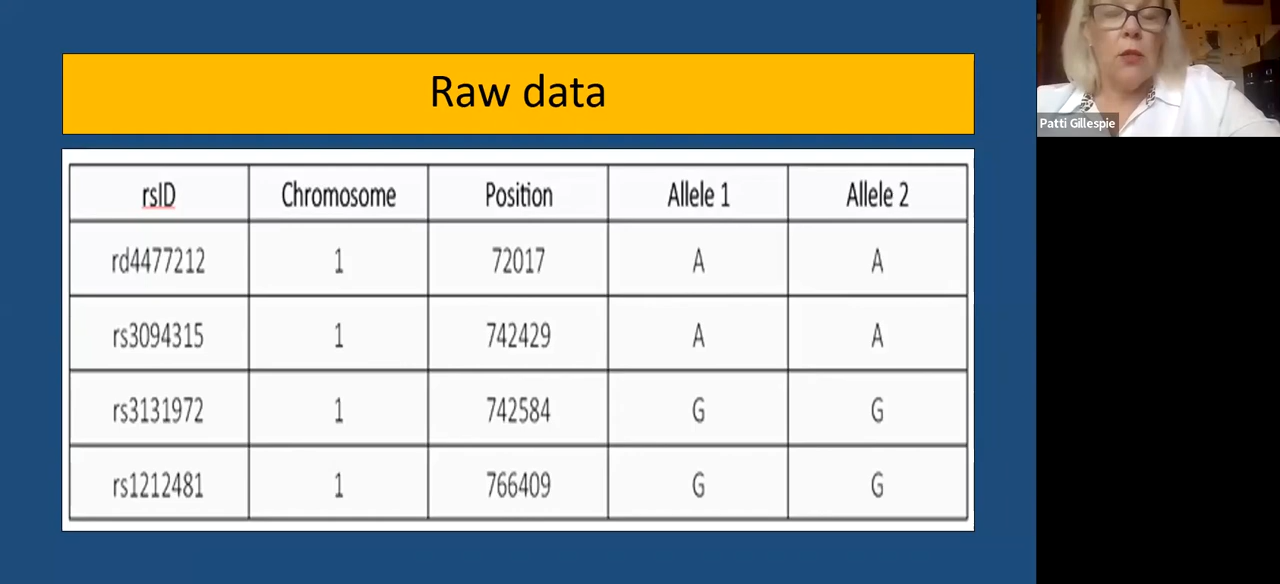 Raw data
rsID Chromosome Position Allele 1 Allele 2
rd4477212 1 72017 A A
rs3094315 1 742429 A A
rs3131972 1 742584 G G
rs1212481 1 766409 G G
Patti Gillespie